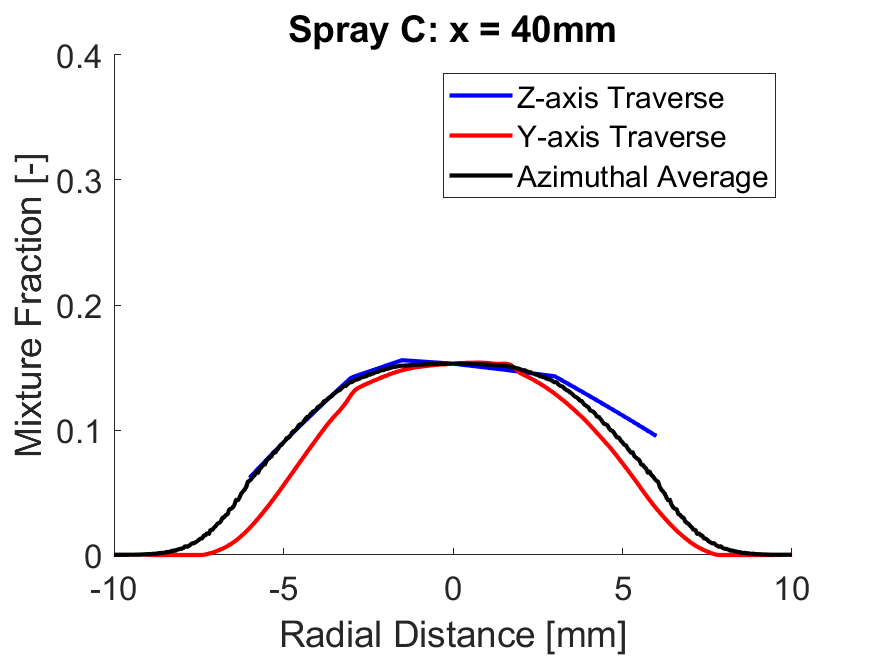 Spray C: x = 40mm
Z-axis Traverse
Y-axis Traverse
Azimuthal Average
Mixture Fraction [-]
0.4
0.3
0.2
0.1
0
-10
-5
0
5
10
Radial Distance [mm]